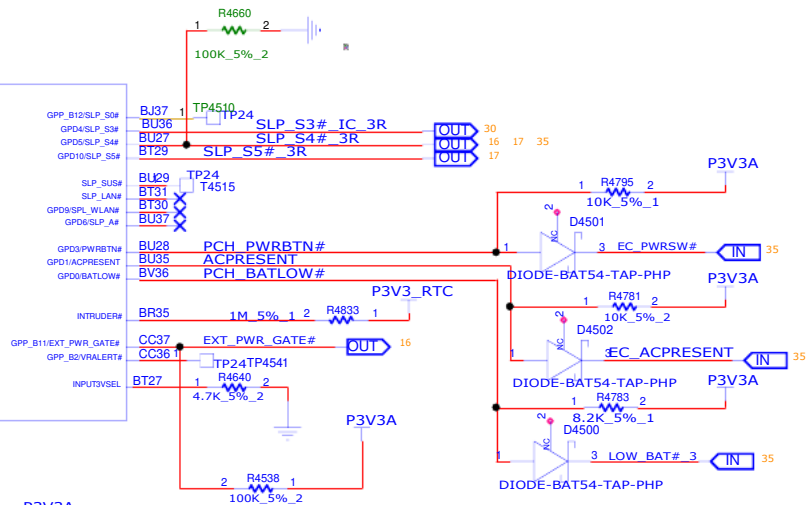 R4660
1 2
100K_5%_2
TP4510
GPP_B12/SLP_S0# BJ37 1 TP24
GPD4/SLP_S3# BU36 SLP_S3#_IC_3R OUT 30
GPD5/SLP_S4# BU27 SLP_S4#_3R OUT 16 17 35
GPD10/SLP_S5# BT29 SLP_S5#_3R OUT 17
TP24
SLP_SUS# BU29 T4515
SLP_LAN# BT31
GPD9/SPL_WLAN# BT30
GPD6/SLP_A# BU37
P3V3A
1 R4795 2
10K_5%_1
2 NC D4501
GPD3/PWRBTN# BU28 PCH_PWRBTN# 1 3 EC_PWRSW# IN 35
GPD1/ACPRESENT BU35 ACPRESENT
GPD0/BATLOW# BV36 PCH_BATLOW#
DIODE-BAT54-TAP-PHP
P3V3A
P3V3_RTC
1 R4781 2
10K_5%_2
INTRUDER# BR35 1M_5%_1 2 R4833 1
2 NC D4502
GPP_B11/EXT_PWR_GATE# CC37 EXT_PWR_GATE# OUT 16
GPP_B2/VRALERT# CC36 1 TP24TP4541
1 3 EC_ACPRESENT IN 35
DIODE-BAT54-TAP-PHP
P3V3A
INPUT3VSEL BT27 1 R4640 2
4.7K_5%_2
1 R4783 2
8.2K_5%_1
P3V3A
2 NC D4500
1 3 LOW_BAT#_3 IN 35
DIODE-BAT54-TAP-PHP
2 R4538 1
100K_5%_2